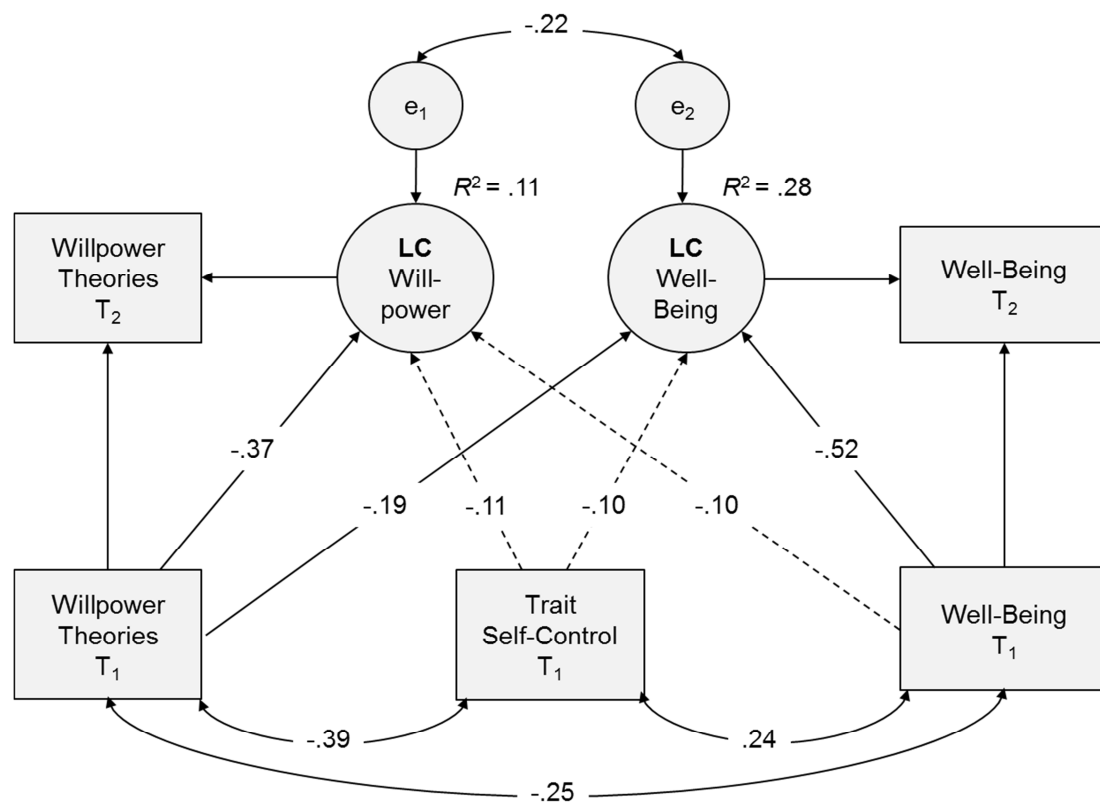 -.22
e₁
e₂
R² = .11
R² = .28
Willpower
Theories
T₂
LC
Will-
power
LC
Well-
Being
Well-Being
T₂
-.37
-.52
-.19
-.11
-.10
-.10
Willpower
Theories
T₁
Trait
Self-Control
T₁
Well-Being
T₁
-.39
.24
-.25